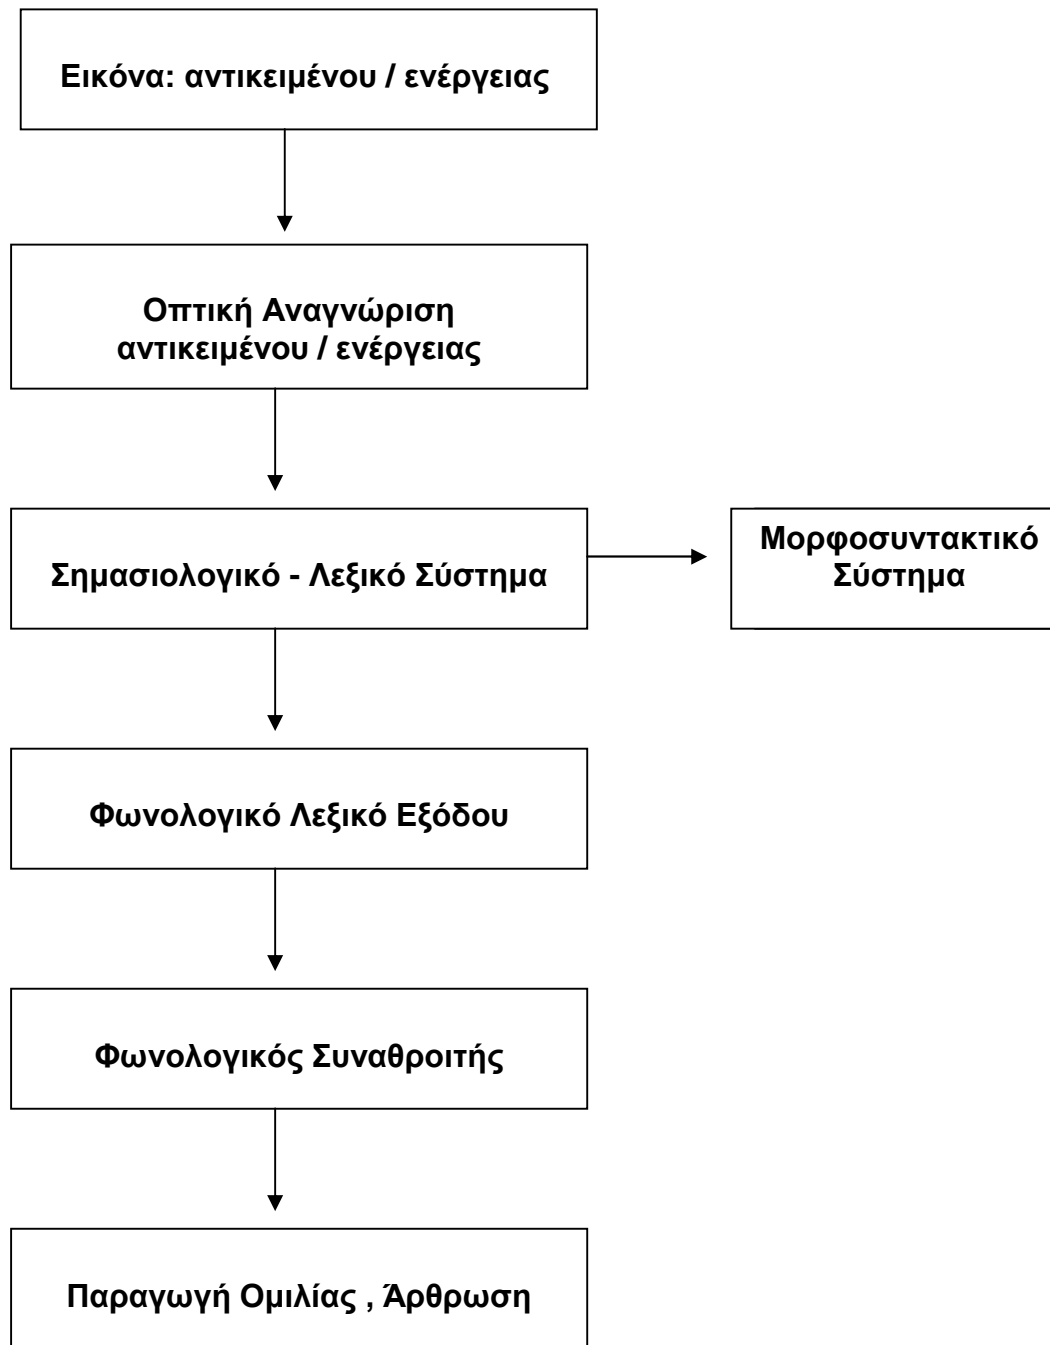 Εικόνα: αντικειμένου / ενέργειας
Οπτική Αναγνώριση
αντικειμένου / ενέργειας
Σημασιολογικό - Λεξικό Σύστημα
Μορφοσυντακτικό
Σύστημα
Φωνολογικό Λεξικό Εξόδου
Φωνολογικός Συναθροιτής
Παραγωγή Ομιλίας , Άρθρωση